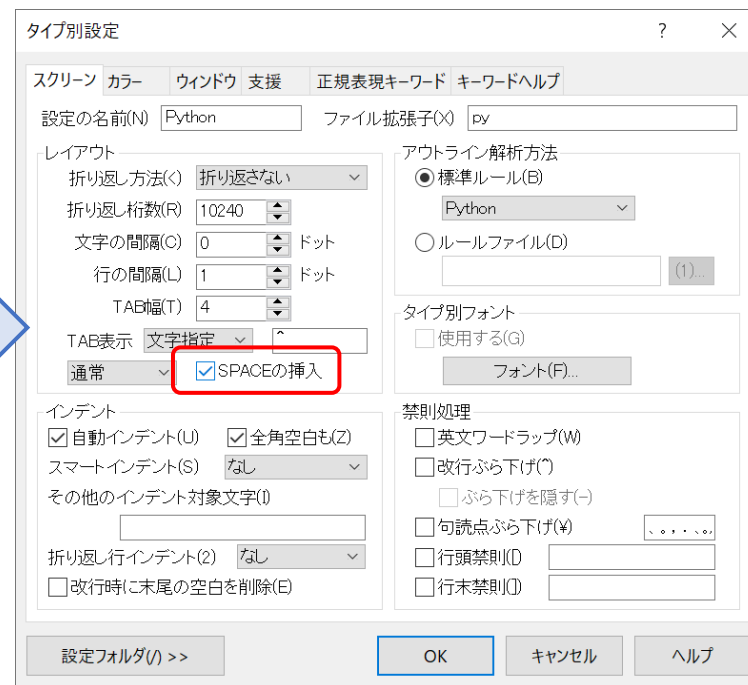 タイプ別設定 ?
スクリーン カラー ウィンドウ 支援 正規表現キーワード キーワードヘルプ
設定の名前(N) Python ファイル拡張子(X) py
レイアウト
折り返し方法(<) 折り返さない
折り返し桁数(R) 10240
文字の間隔(C) 0 ドット
行の間隔(L) 1 ドット
TAB幅(T) 4
TAB表示 文字指定 ^
通常 SPACEの挿入
アウトライン解析方法
標準ルール(B)
Python
ルールファイル(D)
(1)...
タイプ別フォント
使用する(G)
フォント(F)...
インデント
自動インデント(U) 全角空白も(Z)
スマートインデント(S) なし
その他のインデント対象文字(I)
折り返し行インデント(2) なし
改行時に末尾の空白を削除(E)
禁則処理
英文ワードラップ(W)
改行ぶら下げ(^)
ぶら下げを隠す(-)
句読点ぶら下げ(¥)
行頭禁則([)
行末禁則(])
設定フォルダ(/) >> OK キャンセル ヘルプ